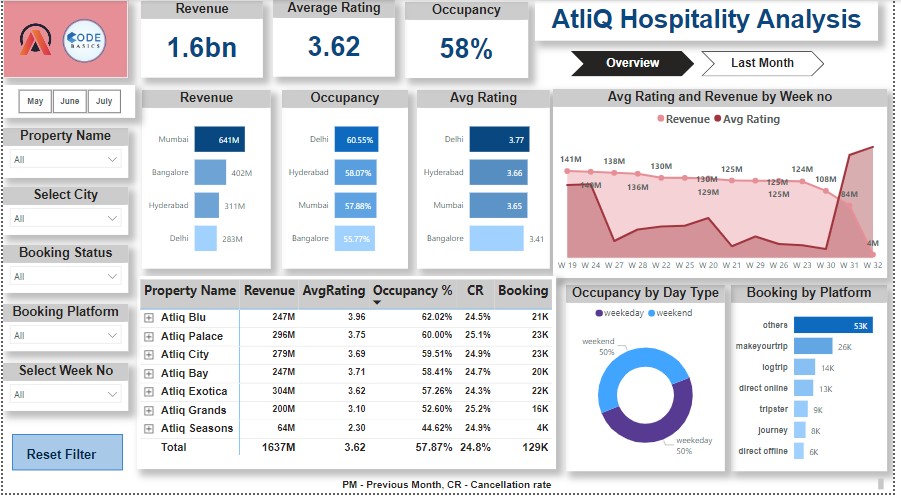 CODE
BASICS
Revenue
1.6bn
Average Rating
3.62
Occupancy
58%
AtliQ Hospitality Analysis
Overview
Last Month
May
June
July
Property Name
All
Select City
All
Booking Status
All
Booking Platform
All
Select Week No
All
Reset Filter
Revenue
Mumbai 641M
Bangalore 402M
Hyderabad 311M
Delhi 283M
Occupancy
Delhi 60.55%
Hyderabad 58.07%
Mumbai 57.88%
Bangalore 55.77%
Avg Rating
Delhi 3.77
Hyderabad 3.66
Mumbai 3.65
Bangalore 3.41
Avg Rating and Revenue by Week no
Revenue Avg Rating
141M 138M 130M 125M 124M 108M 84M 4M
140M 136M 130M 129M 125M 125M
W 19 W 24 W 27 W 28 W 22 W 25 W 20 W 21 W 29 W 26 W 23 W 30 W 31 W 32
Property Name Revenue AvgRating Occupancy % CR Booking
Atliq Blu 247M 3.96 62.02% 24.5% 21K
Atliq Palace 296M 3.75 60.00% 25.1% 23K
Atliq City 279M 3.69 59.51% 24.9% 23K
Atliq Bay 247M 3.71 58.41% 24.7% 20K
Atliq Exotica 304M 3.62 57.26% 24.3% 22K
Atliq Grands 200M 3.10 52.60% 25.2% 16K
Atliq Seasons 64M 2.30 44.62% 24.9% 4K
Total 1637M 3.62 57.87% 24.8% 129K
Occupancy by Day Type
weekeday weekend
weekend
50%
weekeday
50%
Booking by Platform
others 53K
makeyourtrip 26K
logtrip 14K
direct online 13K
tripster 9K
journey 8K
direct offline 6K
PM - Previous Month, CR - Cancellation rate